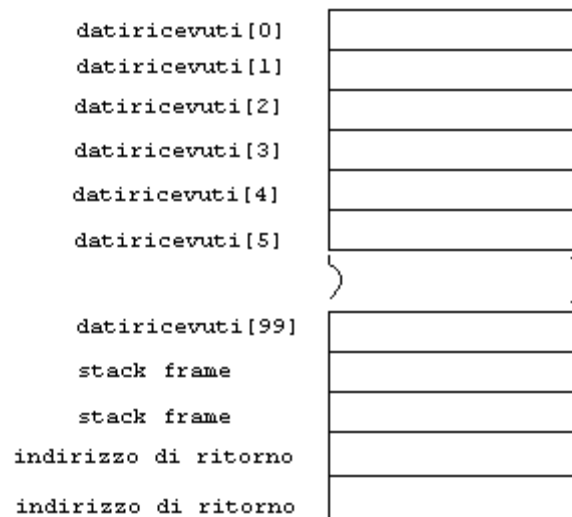 datiricevuti[0]
datiricevuti[1]
datiricevuti[2]
datiricevuti[3]
datiricevuti[4]
datiricevuti[5]
datiricevuti[99]
stack frame
stack frame
indirizzo di ritorno
indirizzo di ritorno